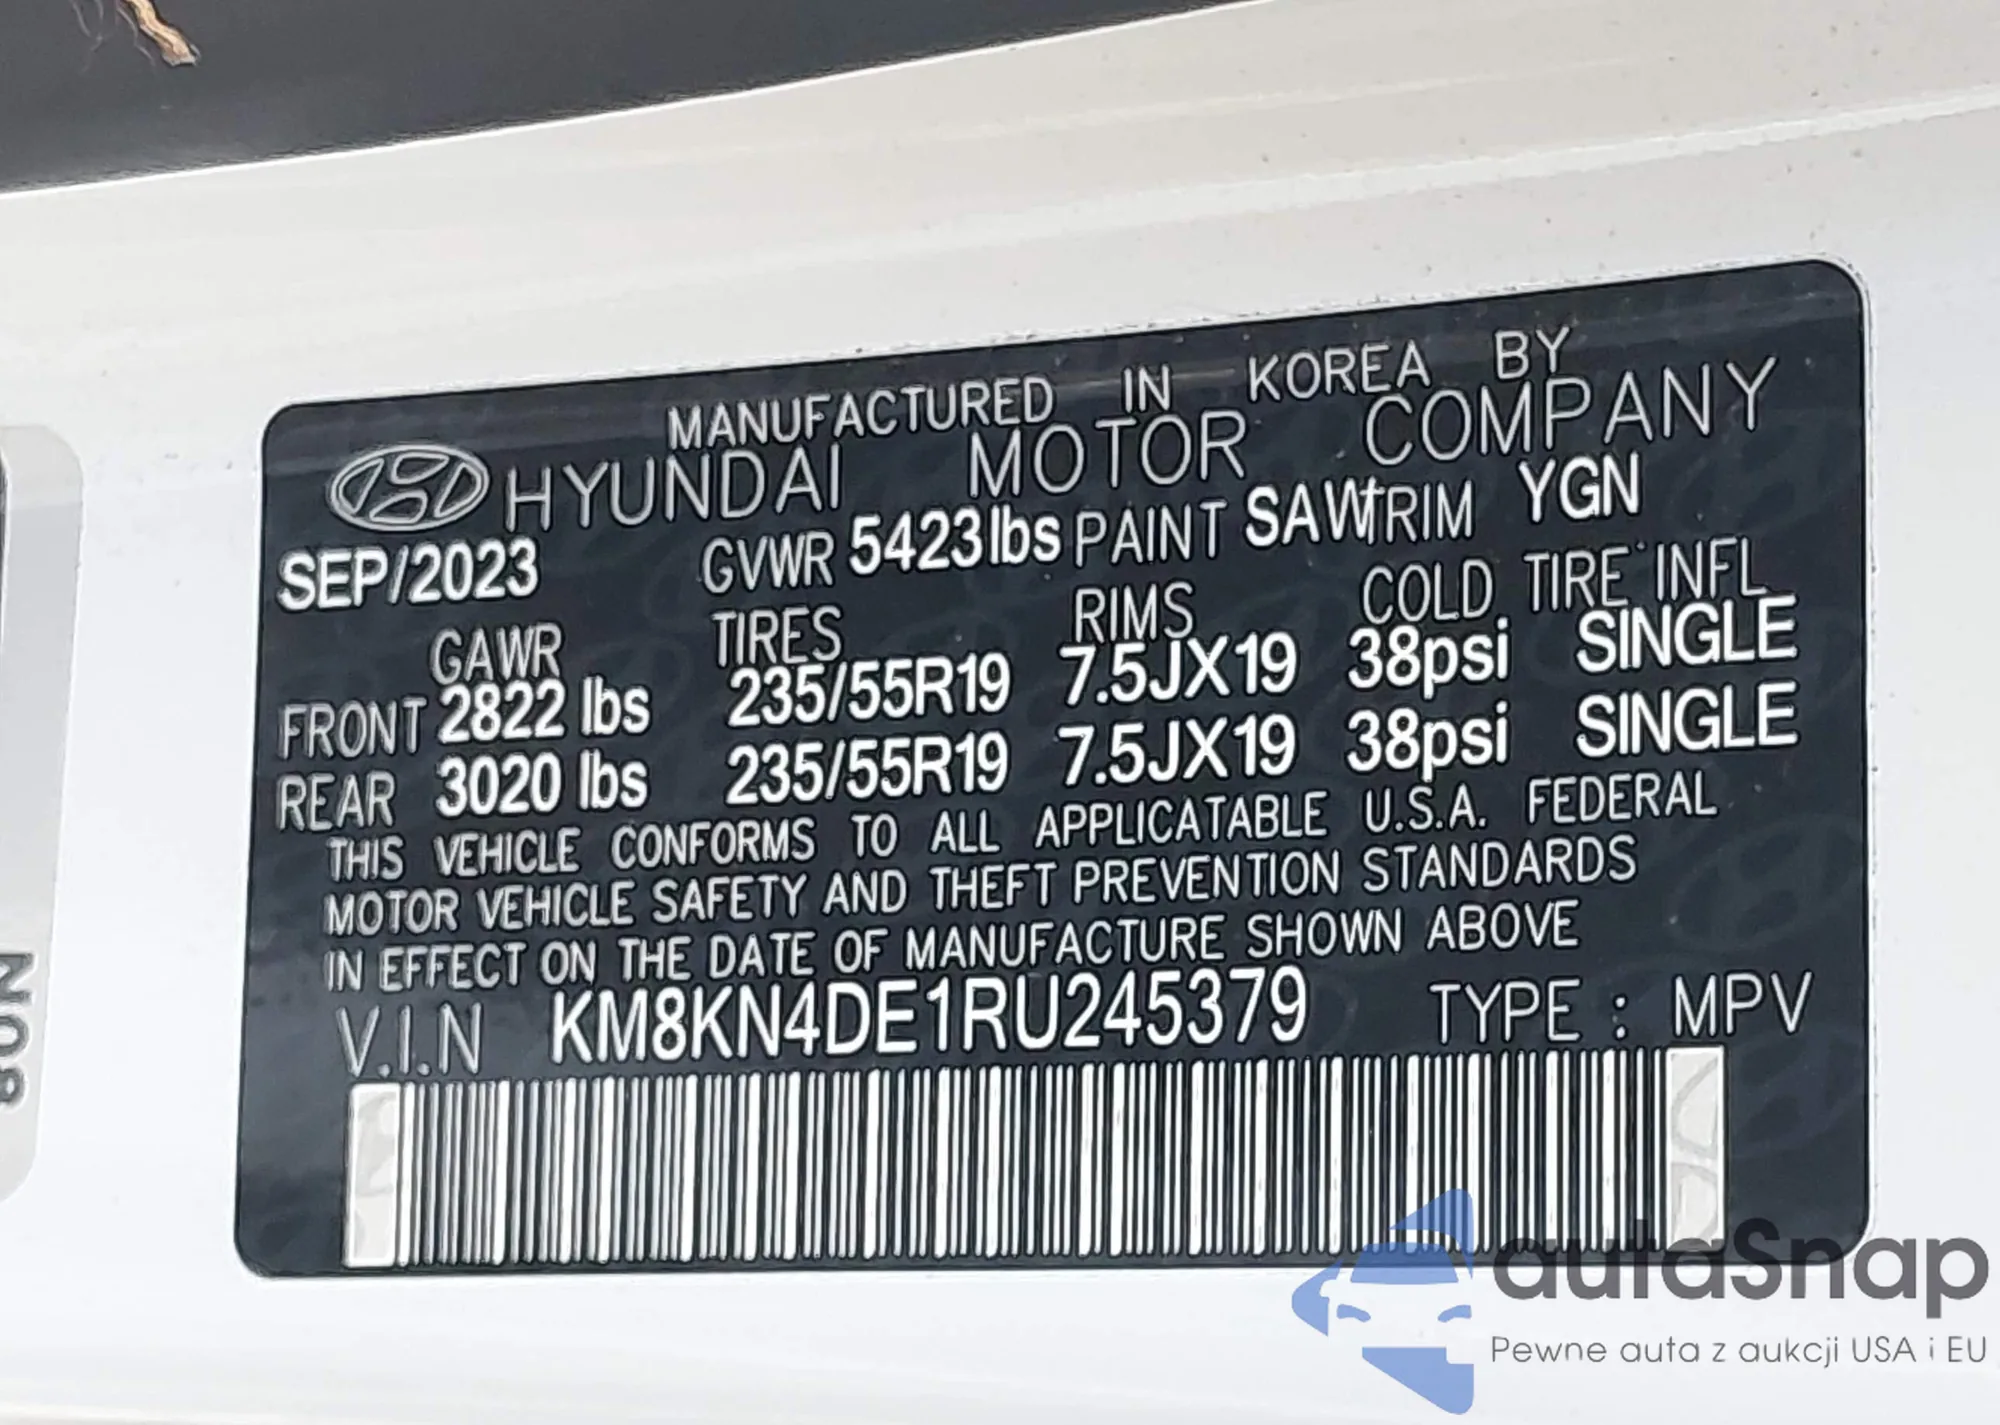 MANUFACTURED IN KOREA BY
HYUNDAI MOTOR COMPANY
SEP/2023 GVWR 5423lbs PAINT SAW TRIM YGN
GAWR TIRES RIMS COLD TIRE INFL
FRONT 2822 lbs 235/55R19 7.5JX19 38psi SINGLE
REAR 3020 lbs 235/55R19 7.5JX19 38psi SINGLE
THIS VEHICLE CONFORMS TO ALL APPLICATABLE U.S.A. FEDERAL
MOTOR VEHICLE SAFETY AND THEFT PREVENTION STANDARDS
IN EFFECT ON THE DATE OF MANUFACTURE SHOWN ABOVE
V.I.N KM8KN4DE1RU245379 TYPE : MPV
autaSnap
Pewne auta z aukcji USA i EU